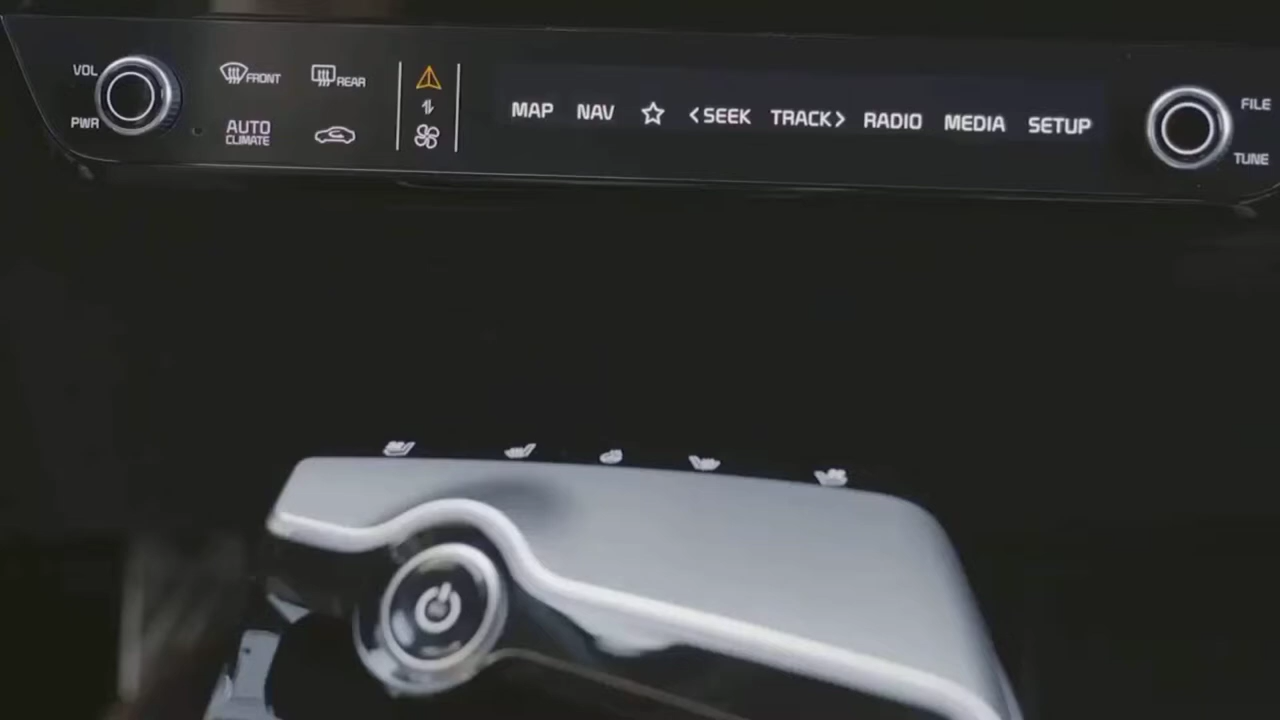 VOL
PWR
FRONT
REAR
AUTO
CLIMATE
MAP NAV <SEEK TRACK> RADIO MEDIA SETUP
FILE
TUNE